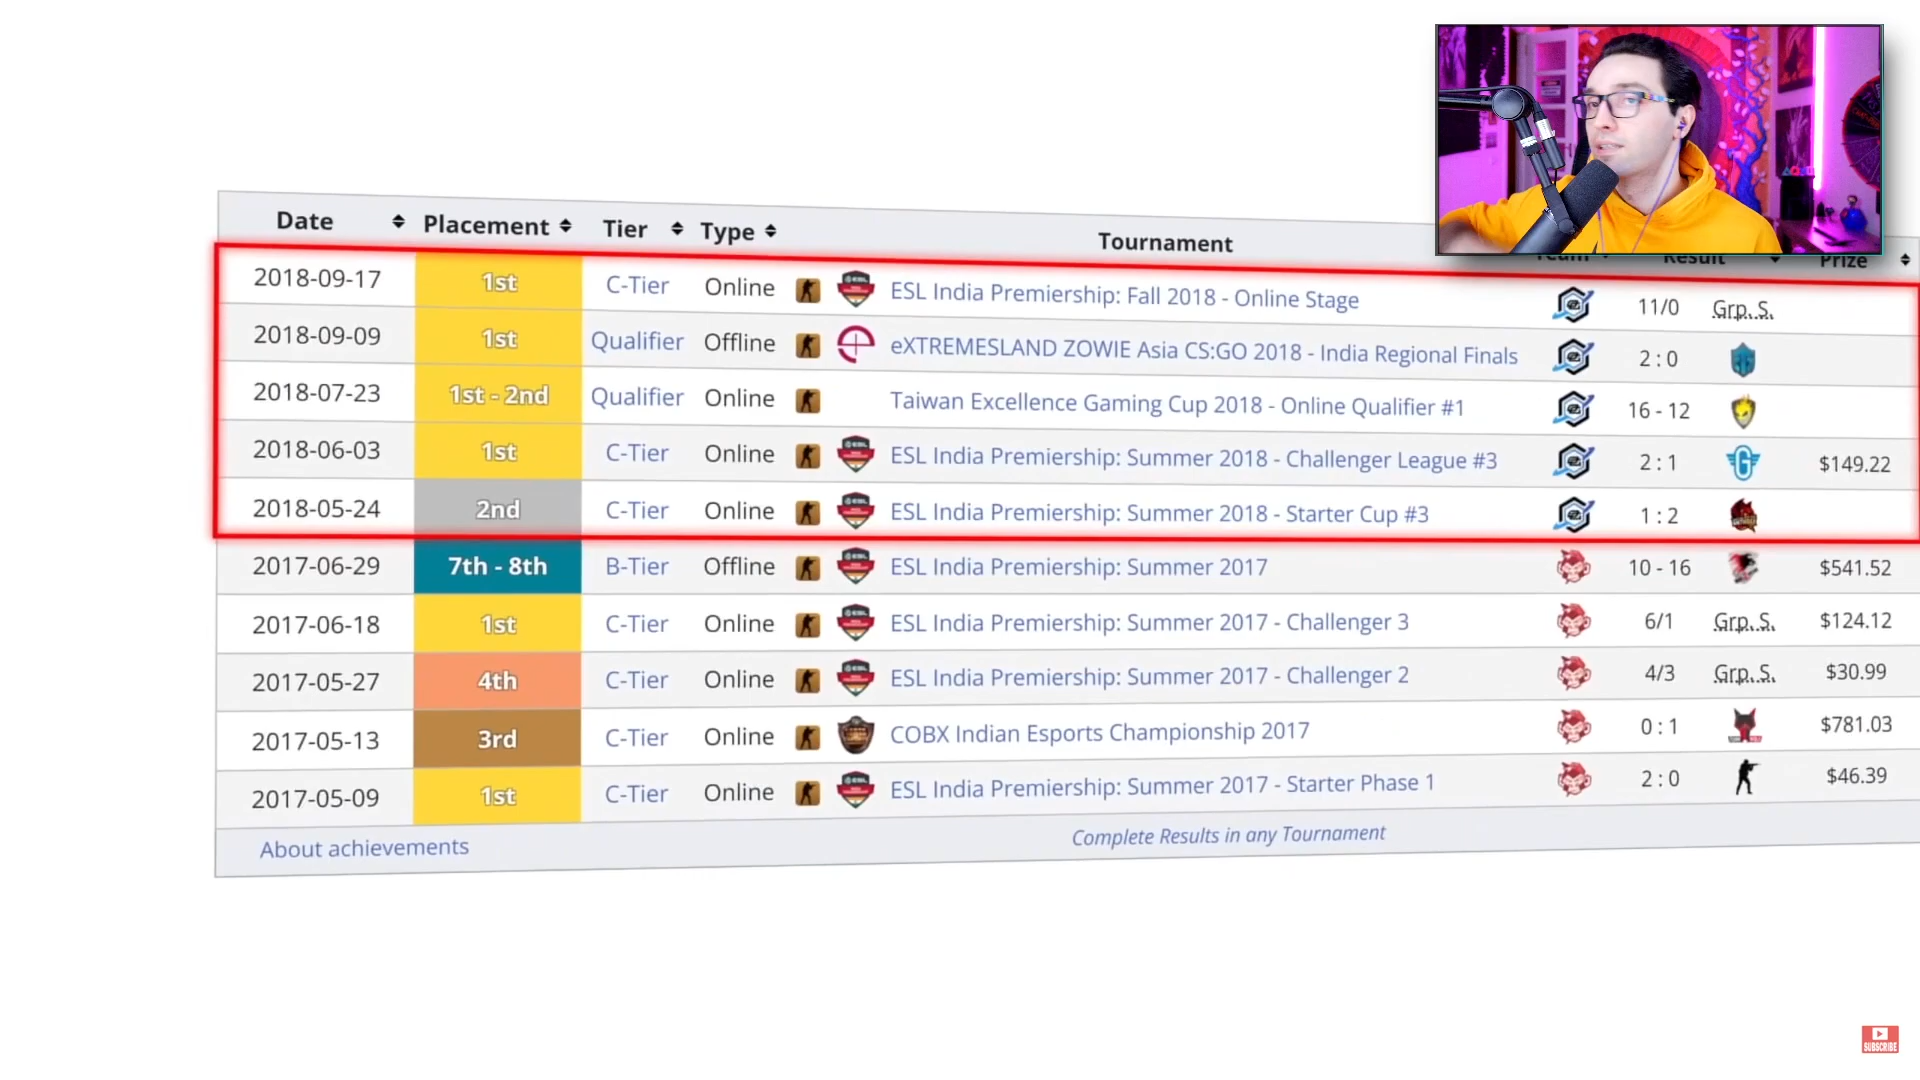 Date Placement Tier Type Tournament Team Result Prize
2018-09-17 1st C-Tier Online ESL India Premiership: Fall 2018 - Online Stage 11/0 Grp. S.
2018-09-09 1st Qualifier Offline eXTREMESLAND ZOWIE Asia CS:GO 2018 - India Regional Finals 2 : 0
2018-07-23 1st - 2nd Qualifier Online Taiwan Excellence Gaming Cup 2018 - Online Qualifier #1 16 - 12
2018-06-03 1st C-Tier Online ESL India Premiership: Summer 2018 - Challenger League #3 2 : 1 $149.22
2018-05-24 2nd C-Tier Online ESL India Premiership: Summer 2018 - Starter Cup #3 1 : 2
2017-06-29 7th - 8th B-Tier Offline ESL India Premiership: Summer 2017 10 - 16 $541.52
2017-06-18 1st C-Tier Online ESL India Premiership: Summer 2017 - Challenger 3 6/1 Grp. S. $124.12
2017-05-27 4th C-Tier Online ESL India Premiership: Summer 2017 - Challenger 2 4/3 Grp. S. $30.99
2017-05-13 3rd C-Tier Online COBX Indian Esports Championship 2017 0 : 1 $781.03
2017-05-09 1st C-Tier Online ESL India Premiership: Summer 2017 - Starter Phase 1 2 : 0 $46.39
About achievements Complete Results in any Tournament
SUBSCRIBE